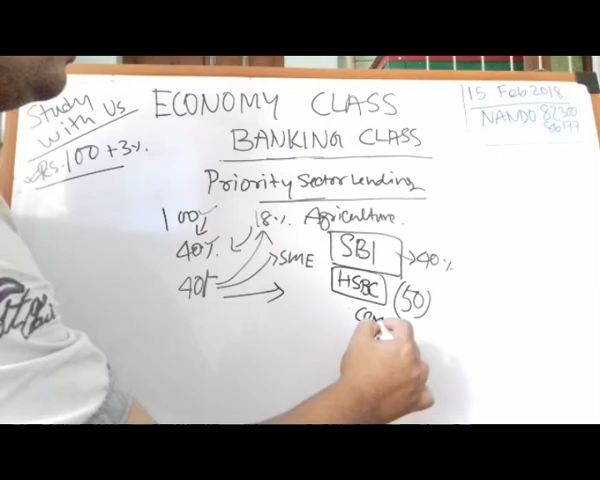 Study
With Us
Rs.100 + 3%
ECONOMY CLASS
BANKING CLASS
15 Feb 2018
NANDO 82300
86177
Priority Sector Lending
100
40%
40%
18% Agriculture
SME
SBI → 40%
HSBC (50)